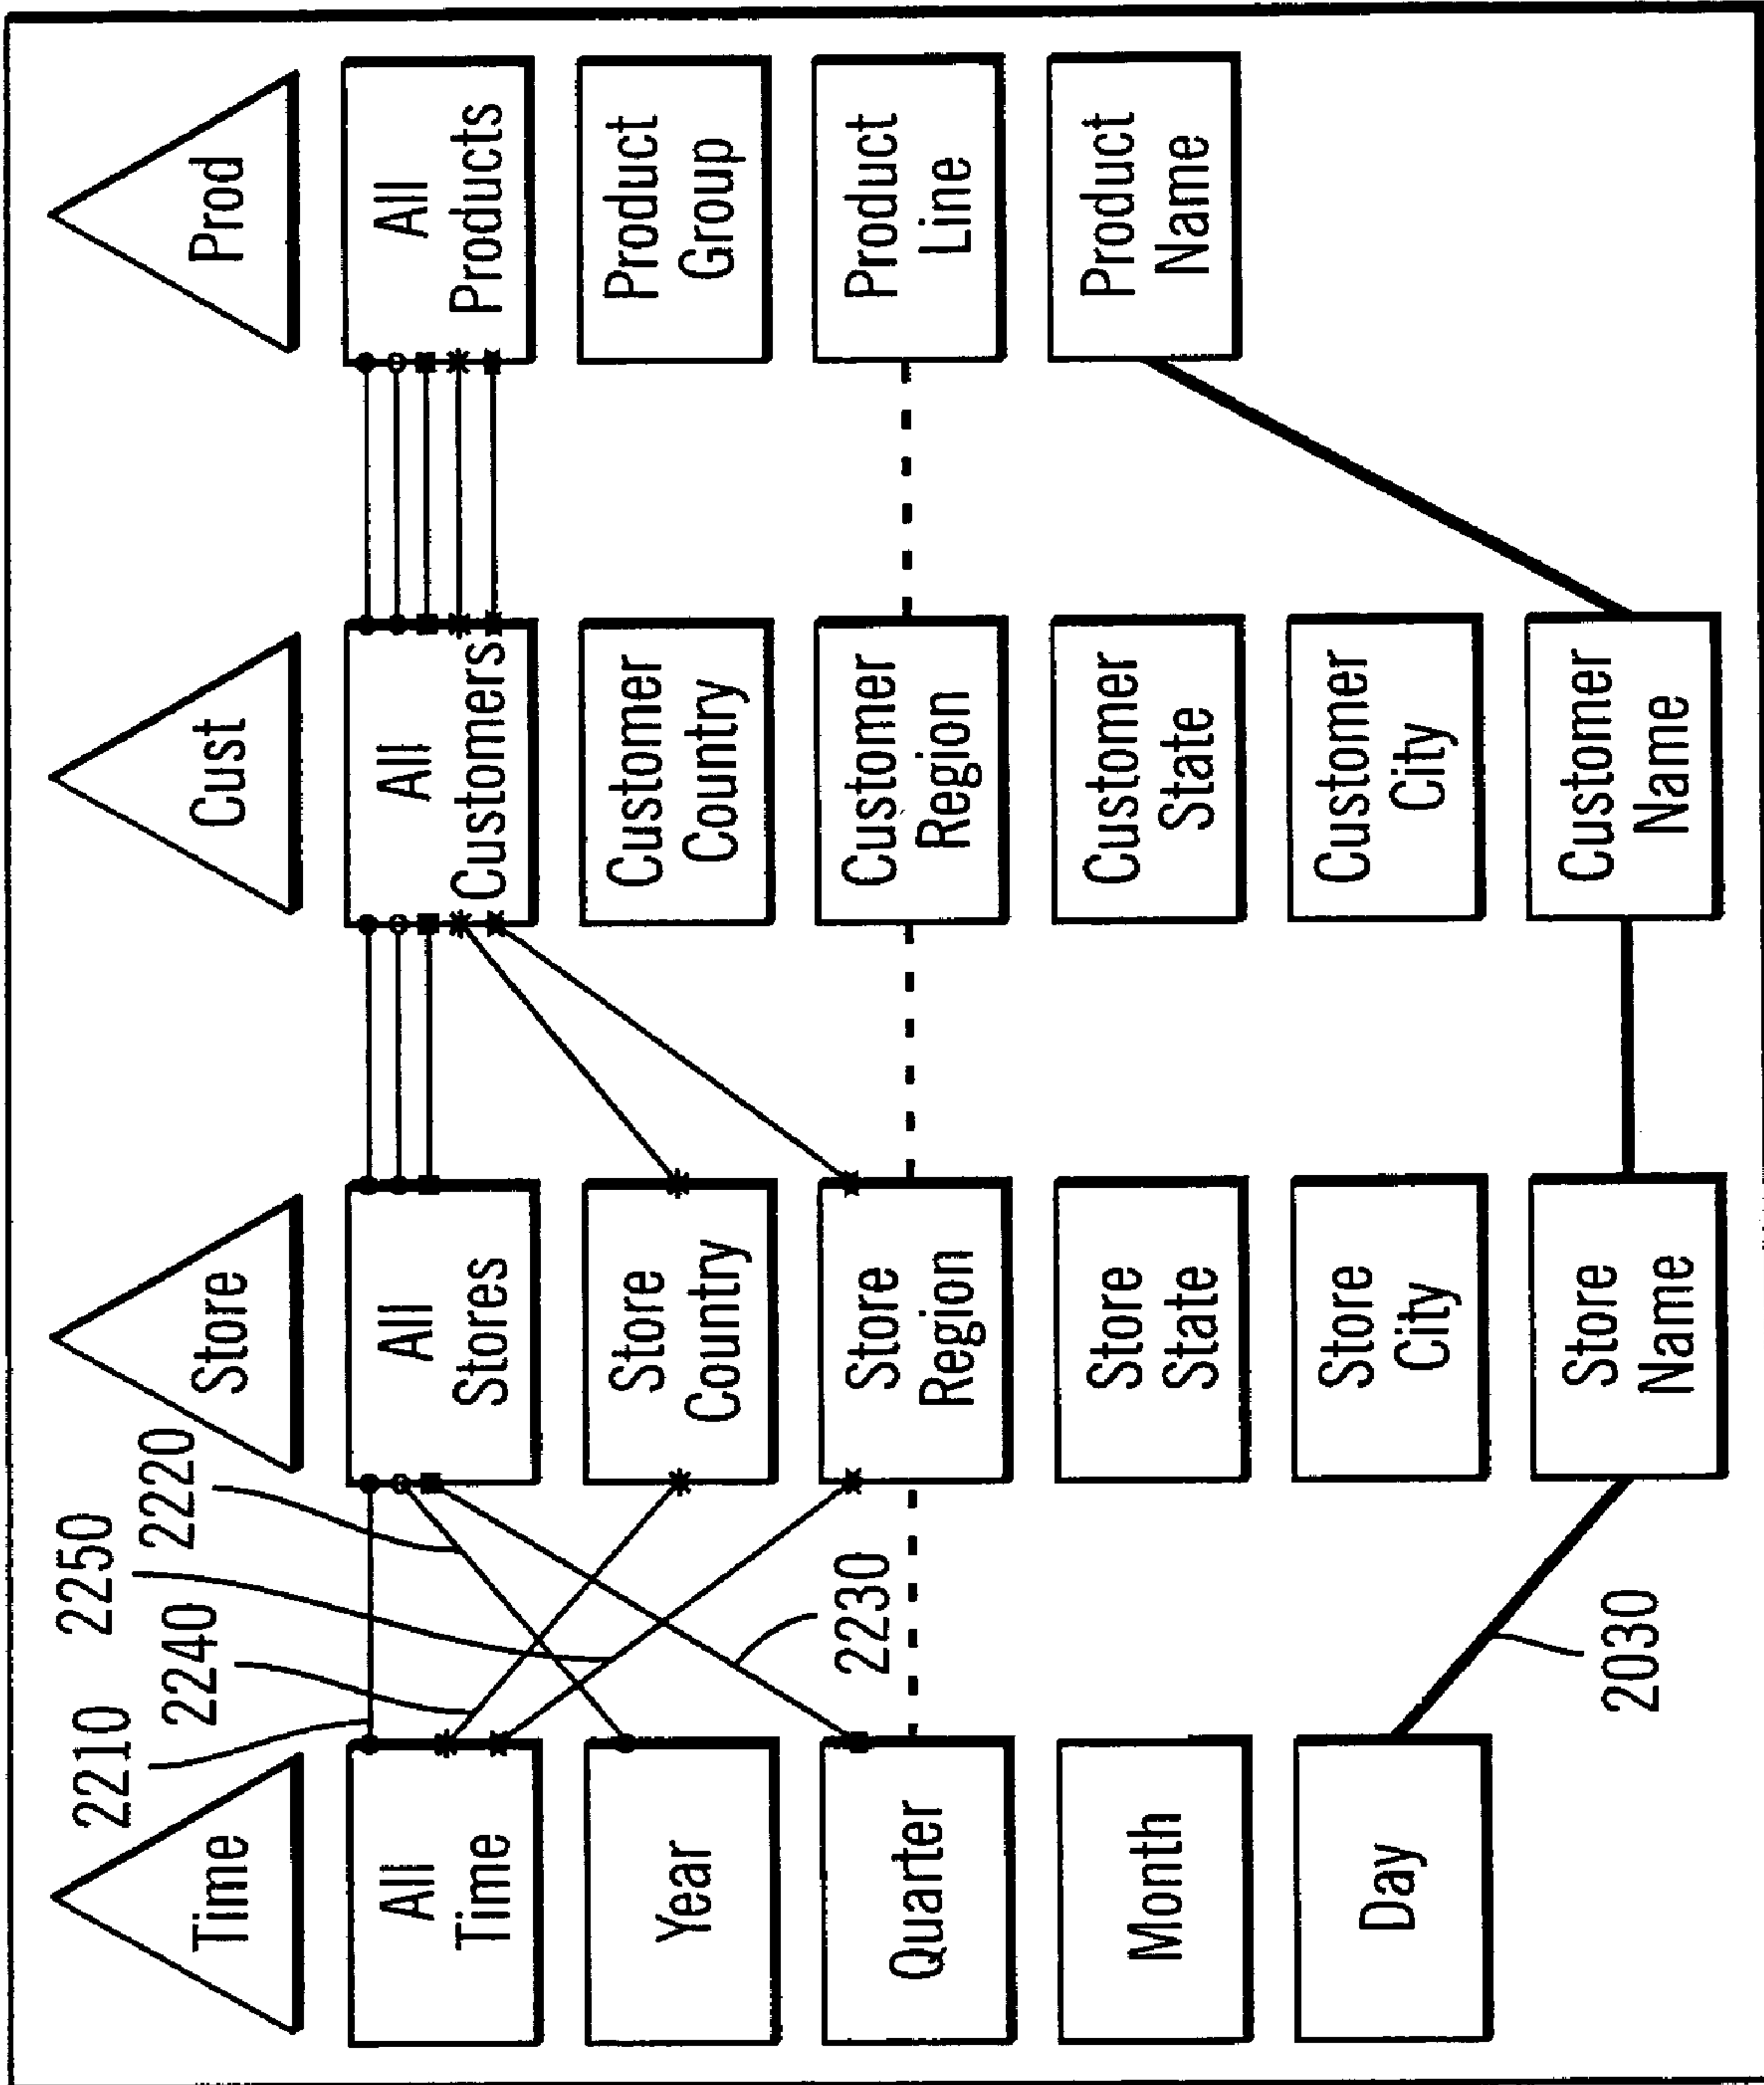 Time
All
Time
Year
Quarter
Month
Day
2210
2240
2250
2220
2230
2030
Store
All
Stores
Store
Country
Store
Region
Store
State
Store
City
Store
Name
Cust
All
Customers
Customer
Country
Customer
Region
Customer
State
Customer
City
Customer
Name
Prod
All
Products
Product
Group
Product
Line
Product
Name